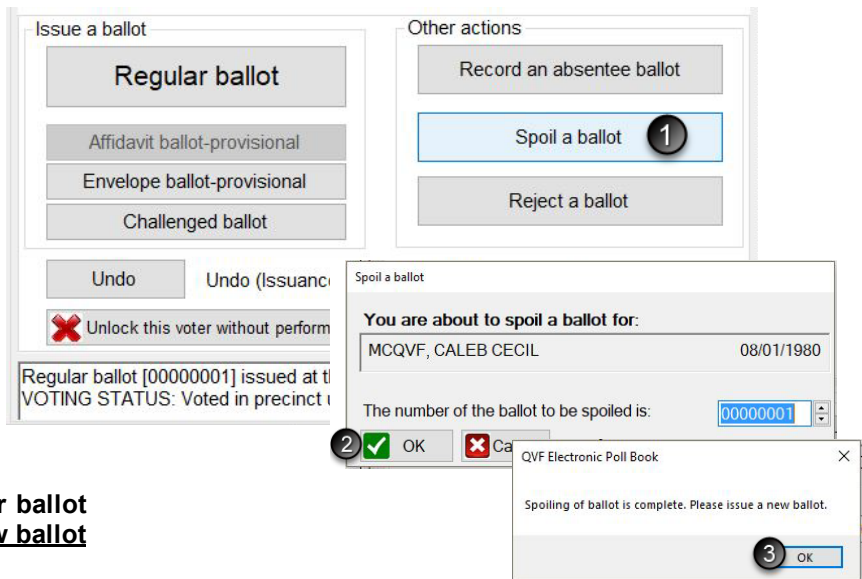 Issue a ballot
Regular ballot
Affidavit ballot-provisional
Envelope ballot-provisional
Challenged ballot
Other actions
Record an absentee ballot
Spoil a ballot 1
Reject a ballot
Undo Undo (Issuance
Unlock this voter without perform
Regular ballot [00000001] issued at
VOTING STATUS: Voted in precinct
Spoil a ballot
You are about to spoil a ballot for:
MCQVF, CALEB CECIL 08/01/1980
The number of the ballot to be spoiled is: 00000001
2 OK
QVF Electronic Poll Book
Spoiling of ballot is complete. Please issue a new ballot.
3 OK
ballot
ballot